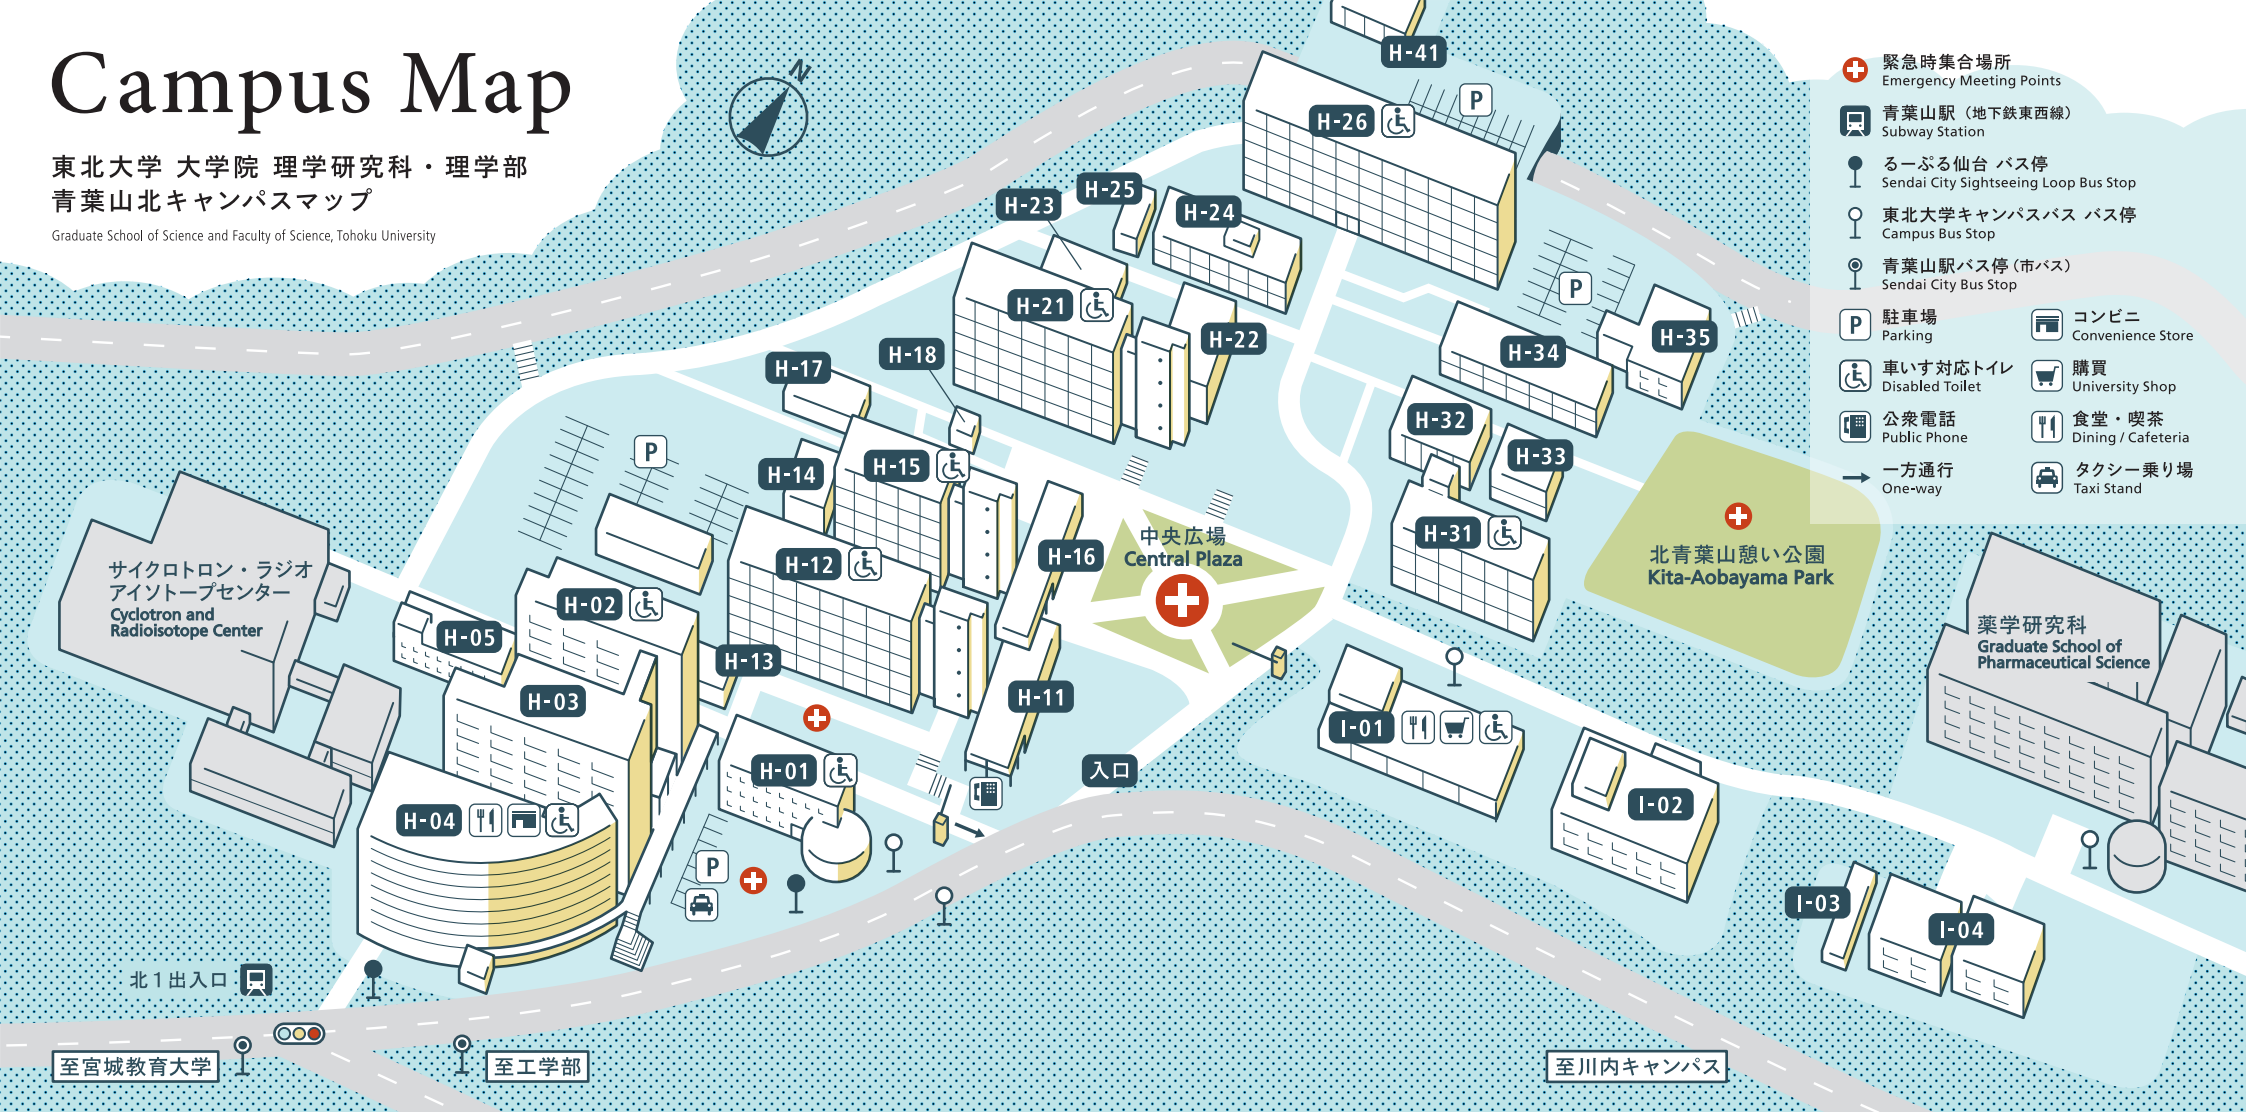 Campus Map
東北大学 大学院 理学研究科・理学部
青葉山北キャンパスマップ
Graduate School of Science and Faculty of Science, Tohoku University
N
緊急時集合場所
Emergency Meeting Points
青葉山駅（地下鉄東西線）
Subway Station
るーぷる仙台 バス停
Sendai City Sightseeing Loop Bus Stop
東北大学キャンパスバス バス停
Campus Bus Stop
青葉山駅バス停（市バス）
Sendai City Bus Stop
P
駐車場
Parking
コンビニ
Convenience Store
車いす対応トイレ
Disabled Toilet
購買
University Shop
公衆電話
Public Phone
食堂・喫茶
Dining / Cafeteria
一方通行
One-way
タクシー乗り場
Taxi Stand
H-41
P
H-26
H-25
H-23
H-24
P
H-21
H-22
H-35
H-34
H-18
H-17
H-32
H-33
P
H-14
H-15
H-31
H-16
H-12
中央広場
Central Plaza
北青葉山憩い公園
Kita-Aobayama Park
サイクロトロン・ラジオ
アイソトープセンター
Cyclotron and
Radioisotope Center
H-02
H-05
H-13
薬学研究科
Graduate School of
Pharmaceutical Science
H-03
H-11
I-01
H-01
入口
I-02
H-04
P
I-03
I-04
北1出入口
至宮城教育大学
至工学部
至川内キャンパス